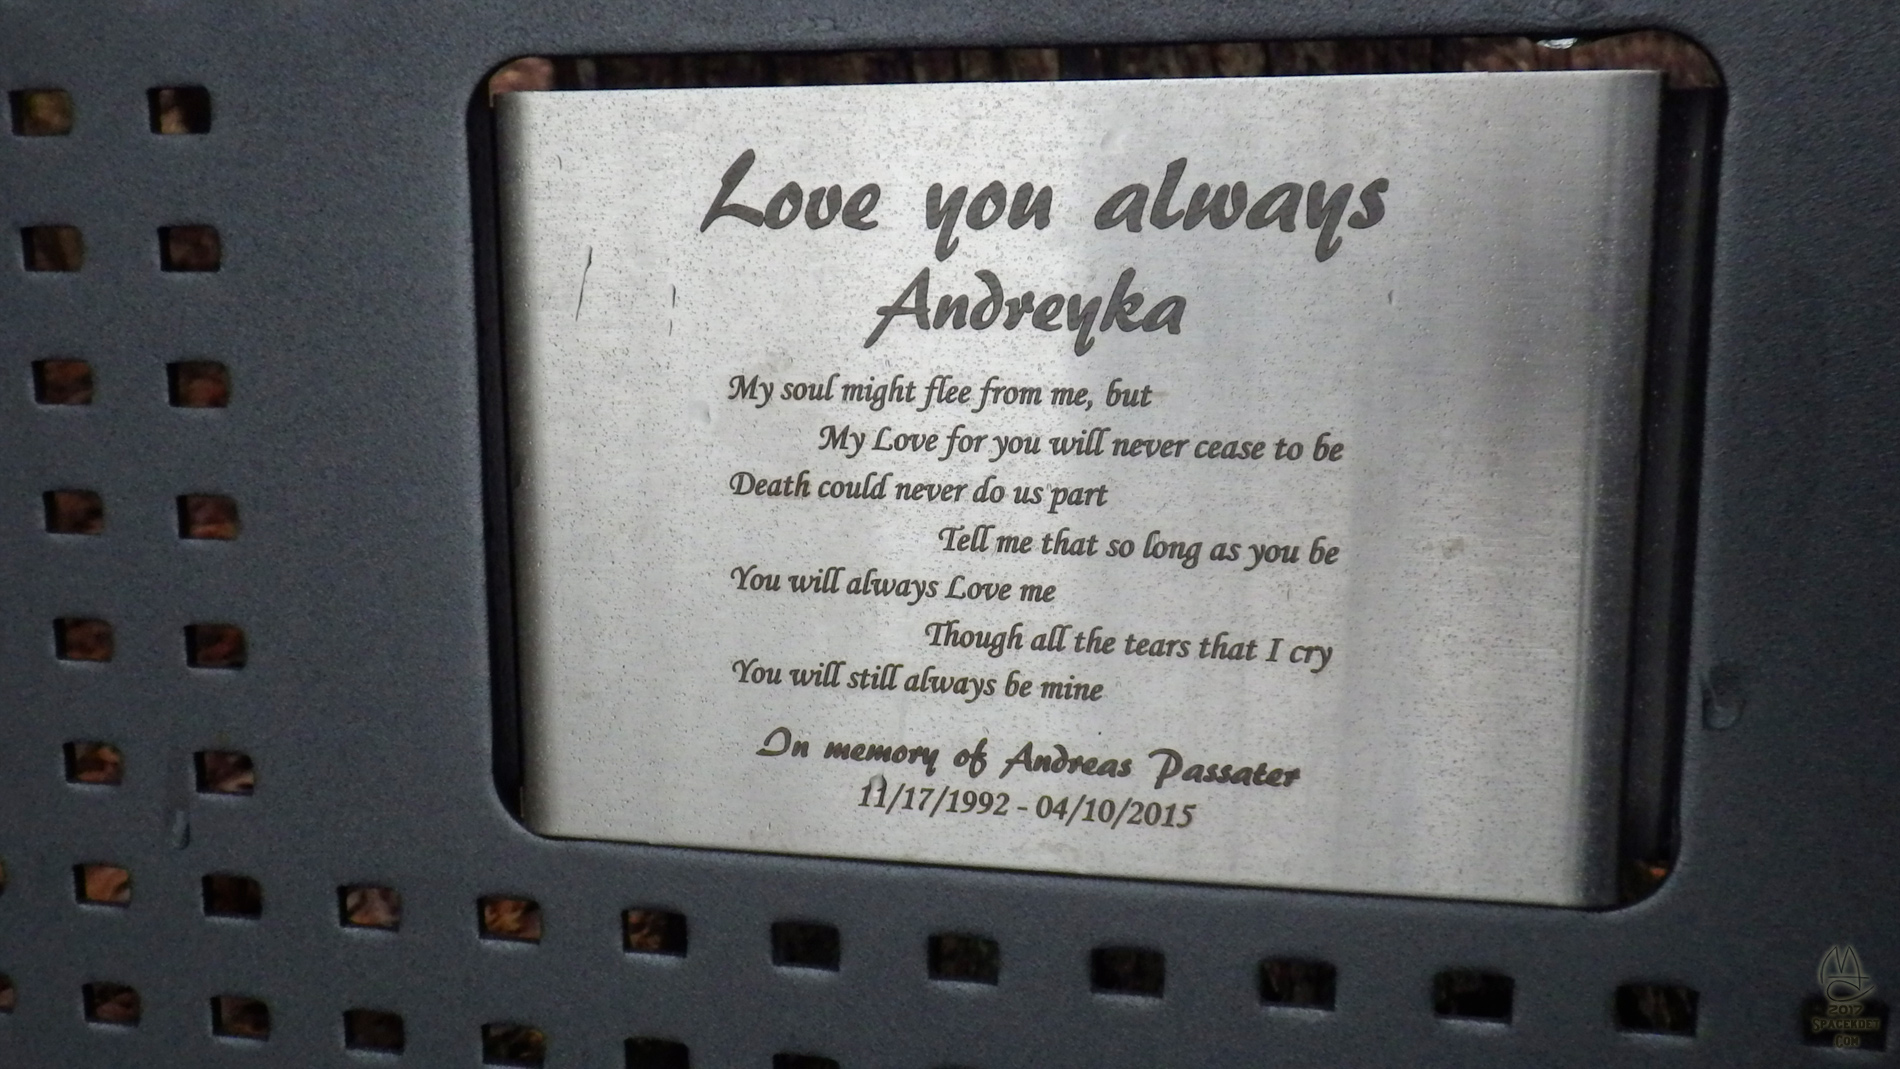 Love you always
Andreyka
My soul might flee from me, but
My Love for you will never cease to be
Death could never do us part
Tell me that so long as you be
You will always Love me
Though all the tears that I cry
You will still always be mine
In memory of Andreas Passater
11/17/1992 - 04/10/2015
2017
SPACEKDET
.COM